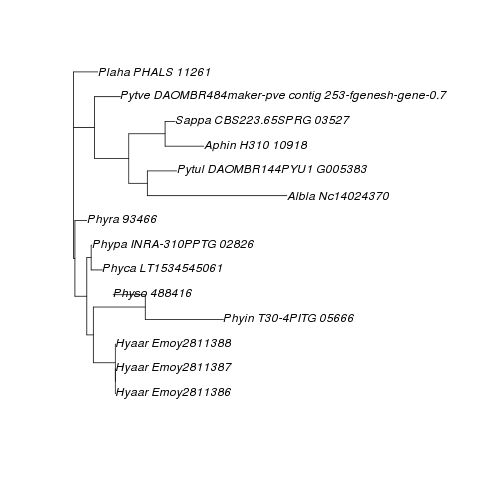 Plaha PHALS 11261
Pytve DAOMBR484maker-pve contig 253-fgenesh-gene-0.7
Sappa CBS223.65SPRG 03527
Aphin H310 10918
Pytul DAOMBR144PYU1 G005383
Albla Nc14024370
Phyra 93466
Phypa INRA-310PPTG 02826
Phyca LT1534545061
Physo 488416
Phyin T30-4PITG 05666
Hyaar Emoy2811388
Hyaar Emoy2811387
Hyaar Emoy2811386